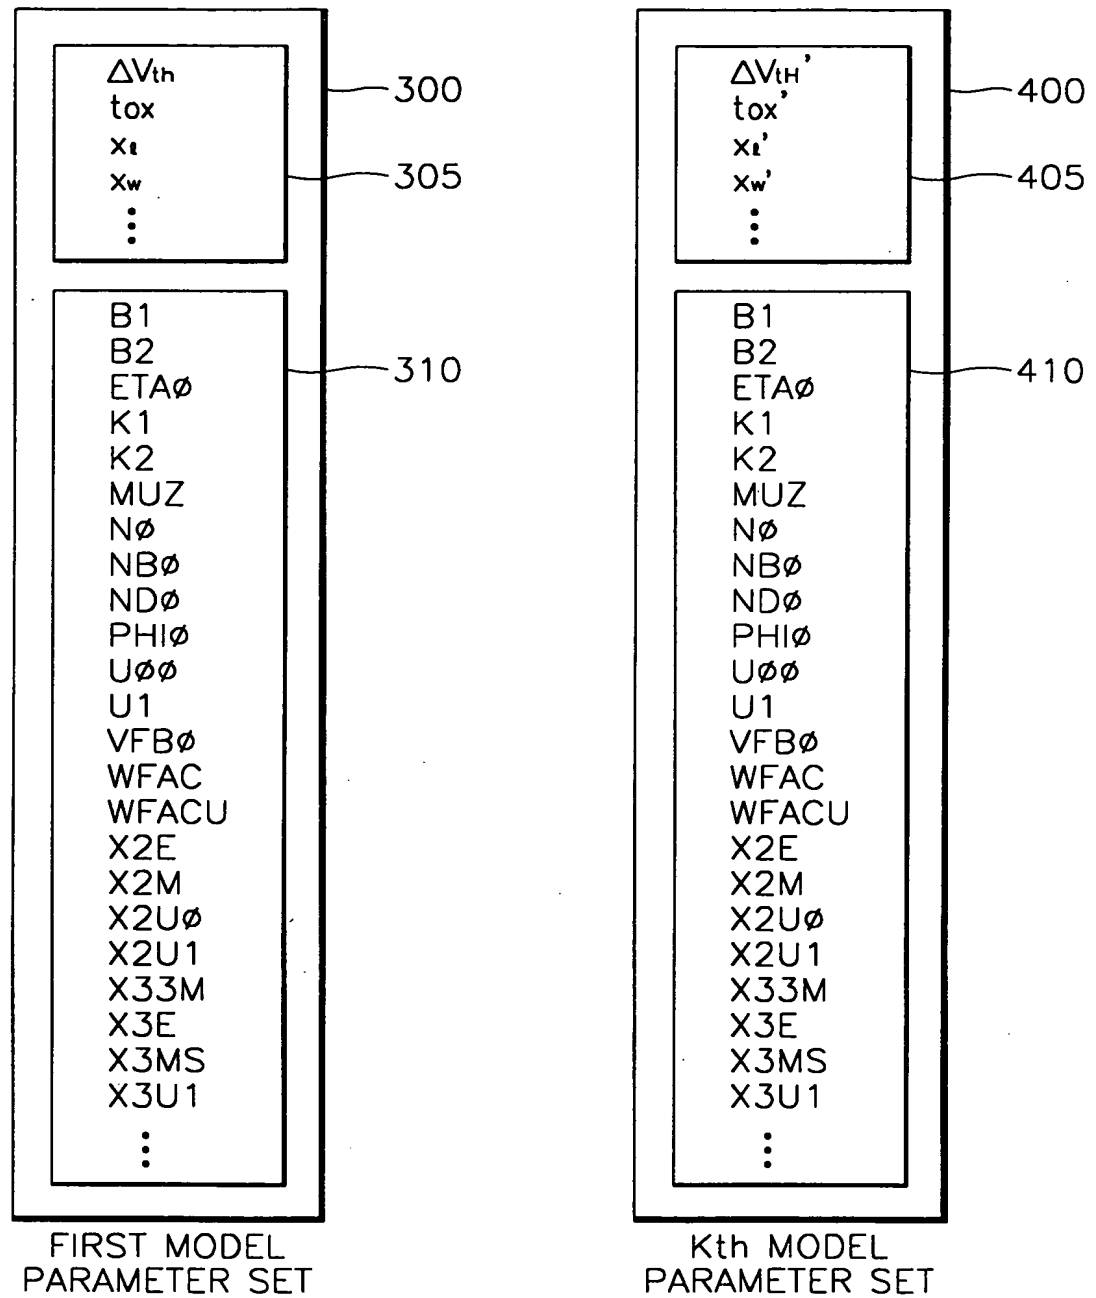 ΔVth
tox
xℓ
xw
⋮
300
305
B1
B2
ETAø
K1
K2
MUZ
Nø
NBø
NDø
PHIø
Uøø
U1
VFBø
WFAC
WFACU
X2E
X2M
X2Uø
X2U1
X33M
X3E
X3MS
X3U1
⋮
310
FIRST MODEL
PARAMETER SET
ΔVtH'
tox'
xℓ'
xw'
⋮
400
405
B1
B2
ETAø
K1
K2
MUZ
Nø
NBø
NDø
PHIø
Uøø
U1
VFBø
WFAC
WFACU
X2E
X2M
X2Uø
X2U1
X33M
X3E
X3MS
X3U1
⋮
410
Kth MODEL
PARAMETER SET